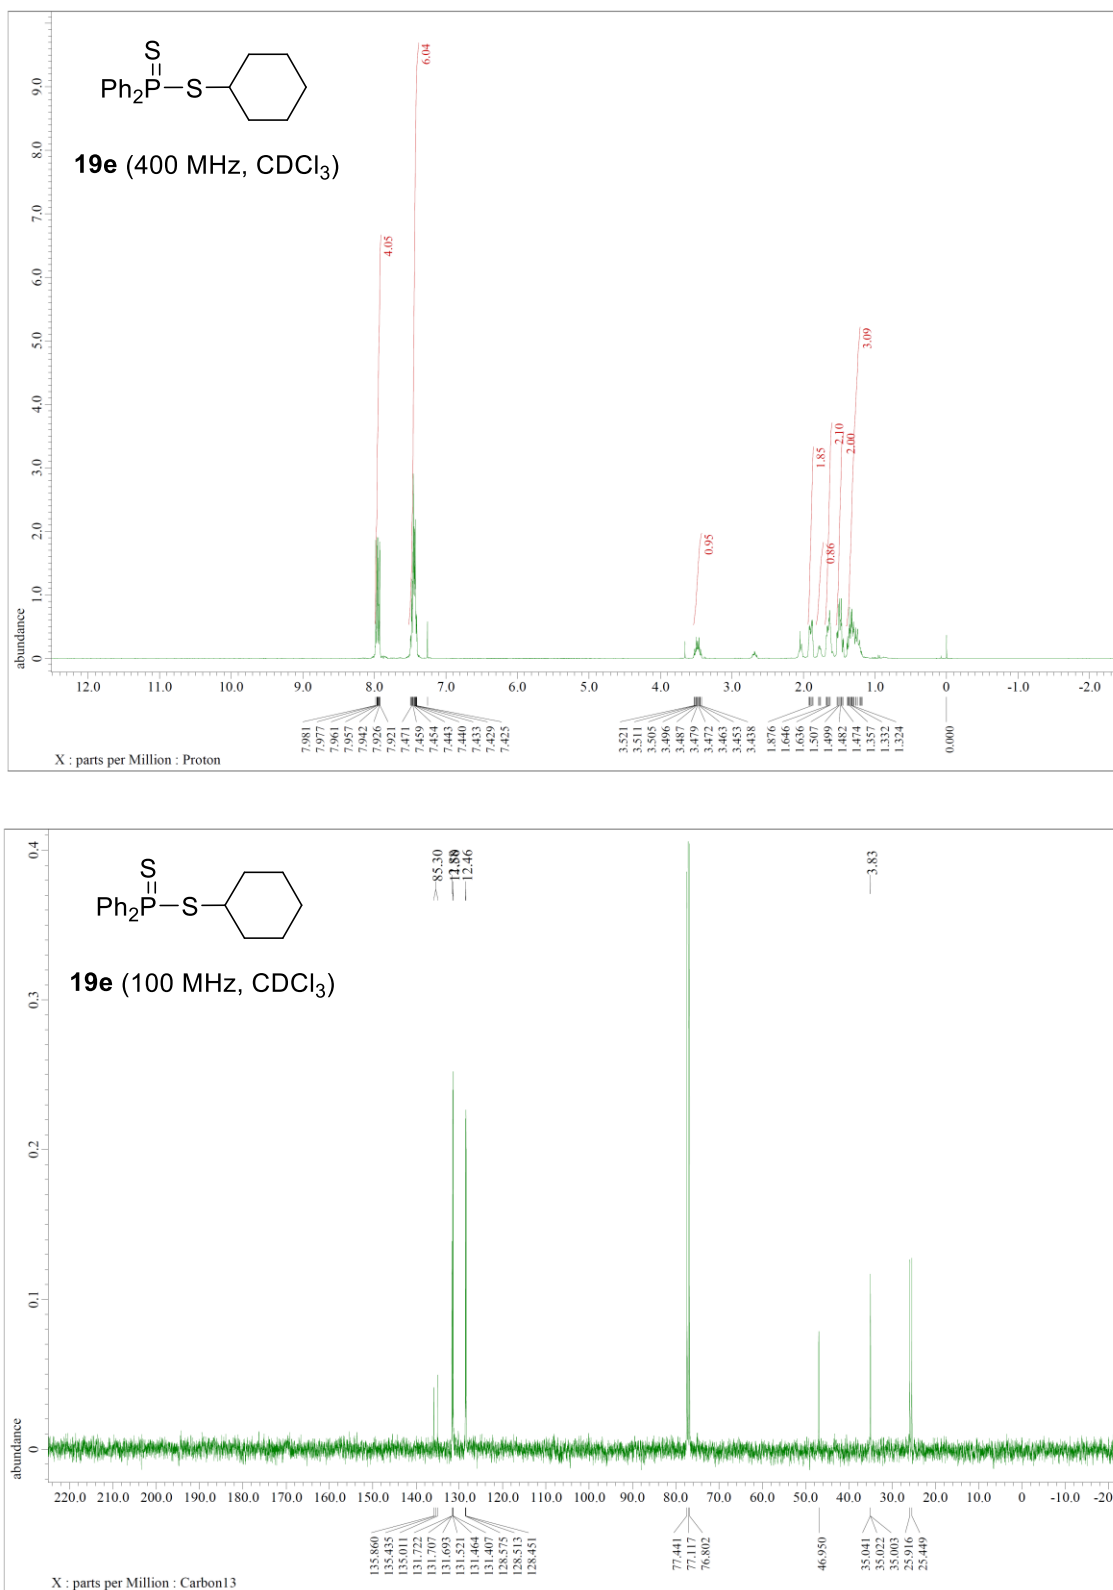 S
Ph2P S
19e (400 MHz, CDCl3)
6.04
4.05
3.09
2.10
2.00
1.85
0.95
0.86
abundance
9.0
8.0
7.0
6.0
5.0
4.0
3.0
2.0
1.0
0
12.0 11.0 10.0 9.0 8.0 7.0 6.0 5.0 4.0 3.0 2.0 1.0 0 -1.0 -2.0
7.981 7.977 7.961 7.957 7.942 7.926 7.921 7.471 7.459 7.454 7.443 7.440 7.433 7.429 7.425 3.521 3.511 3.505 3.496 3.487 3.479 3.472 3.463 3.453 3.438 1.876 1.646 1.636 1.507 1.499 1.482 1.474 1.357 1.332 1.324 0.000
X : parts per Million : Proton
S
Ph2P S
19e (100 MHz, CDCl3)
85.30 12.46 3.83
abundance
0.4
0.3
0.2
0.1
0
220.0 210.0 200.0 190.0 180.0 170.0 160.0 150.0 140.0 130.0 120.0 110.0 100.0 90.0 80.0 70.0 60.0 50.0 40.0 30.0 20.0 10.0 0 -10.0 -20
135.860 135.435 135.011 131.722 131.707 131.693 131.521 131.464 131.407 128.575 128.513 128.451 77.441 77.117 76.802 46.950 35.041 35.022 35.003 25.916 25.449
X : parts per Million : Carbon13